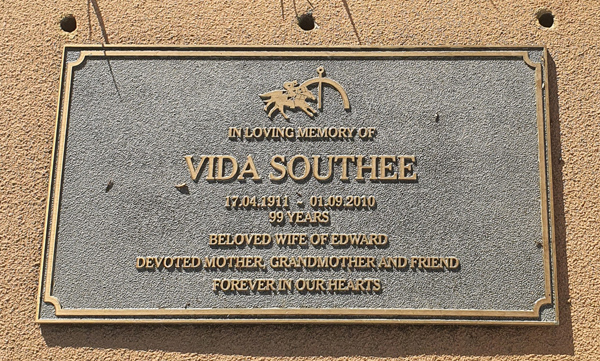 IN LOVING MEMORY OF
VIDA SOUTHEE
17.04.1911 - 01.09.2010
99 YEARS
BELOVED WIFE OF EDWARD
DEVOTED MOTHER, GRANDMOTHER AND FRIEND
FOREVER IN OUR HEARTS